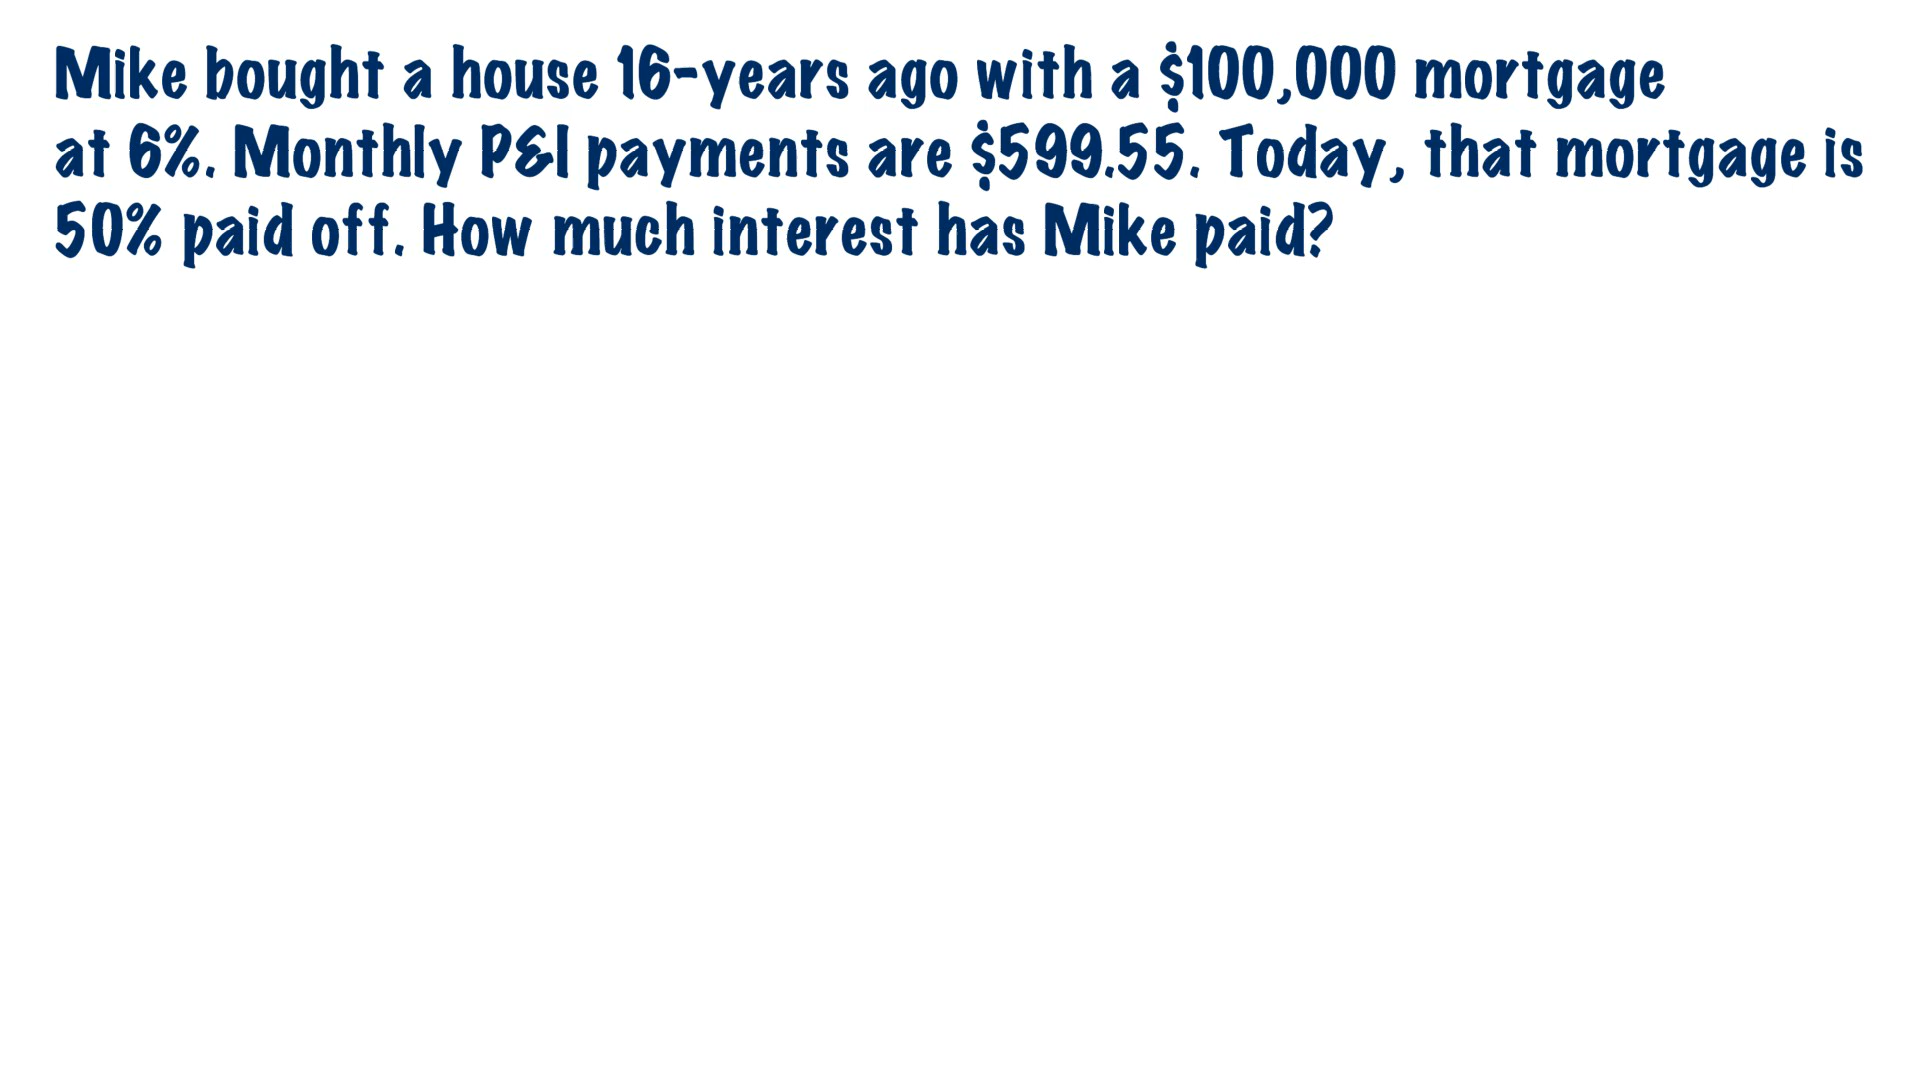 Mike bought a house 16-years ago with a $100,000 mortgage
at 6%. Monthly P&I payments are $599.55. Today, that mortgage is
50% paid off. How much interest has Mike paid?